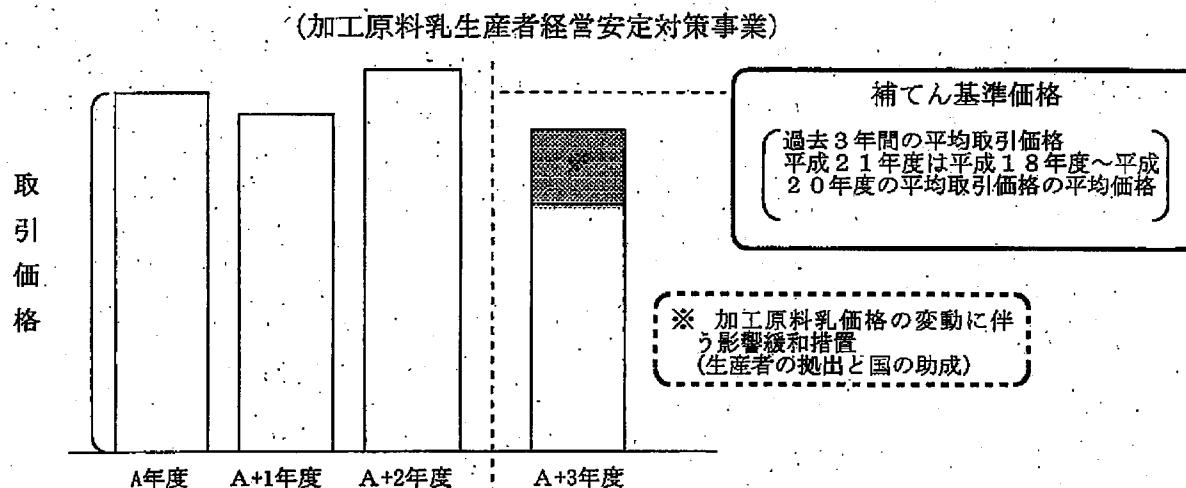 （加工原料乳生産者経営安定対策事業）
補てん基準価格
過去３年間の平均取引価格
平成２１年度は平成１８年度～平成
２０年度の平均取引価格の平均価格
取引価格
※ 加工原料乳価格の変動に伴
う影響緩和措置
(生産者の拠出と国の助成)
A年度
A+1年度
A+2年度
A+3年度